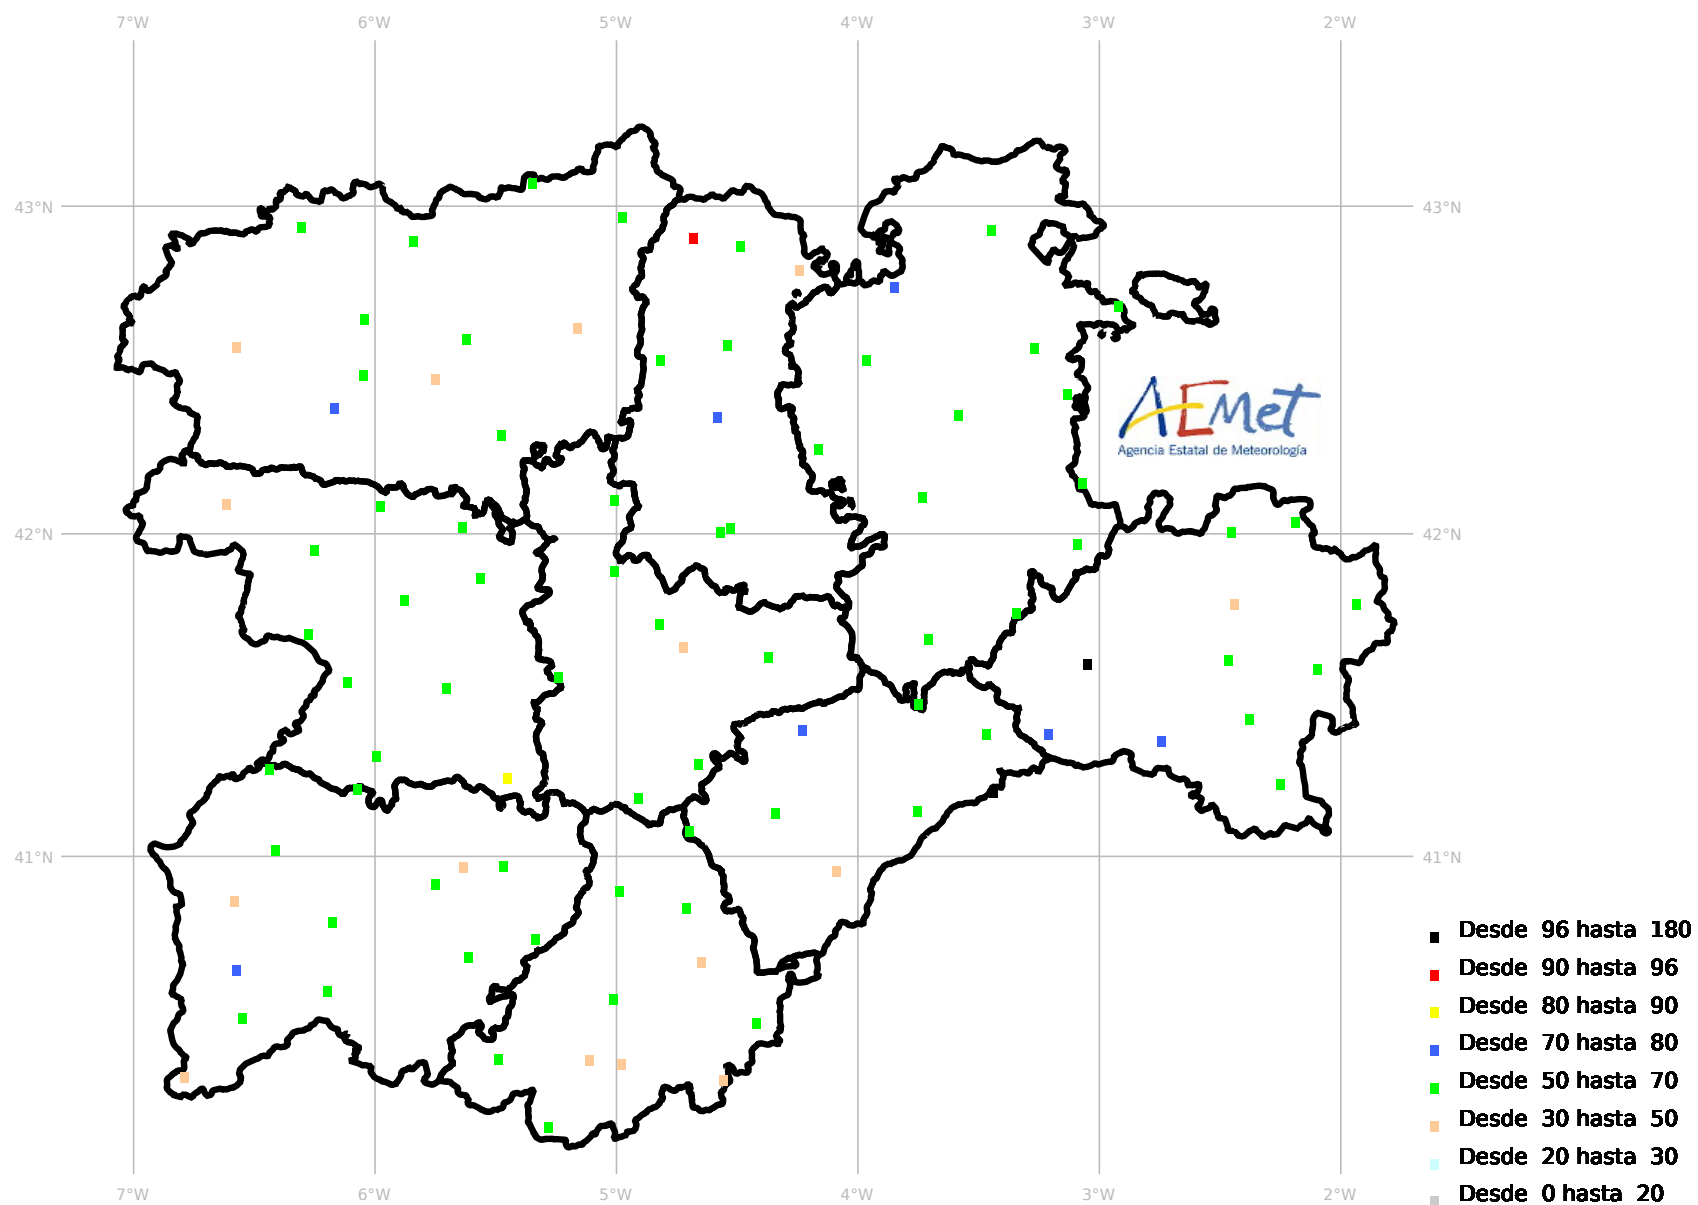 7°W 6°W 5°W 4°W 3°W 2°W
43°N 43°N
AEMet
Agencia Estatal de Meteorología
42°N 42°N
41°N 41°N
Desde 96 hasta 180
Desde 90 hasta 96
Desde 80 hasta 90
Desde 70 hasta 80
Desde 50 hasta 70
Desde 30 hasta 50
Desde 20 hasta 30
Desde 0 hasta 20
7°W 6°W 5°W 4°W 3°W 2°W